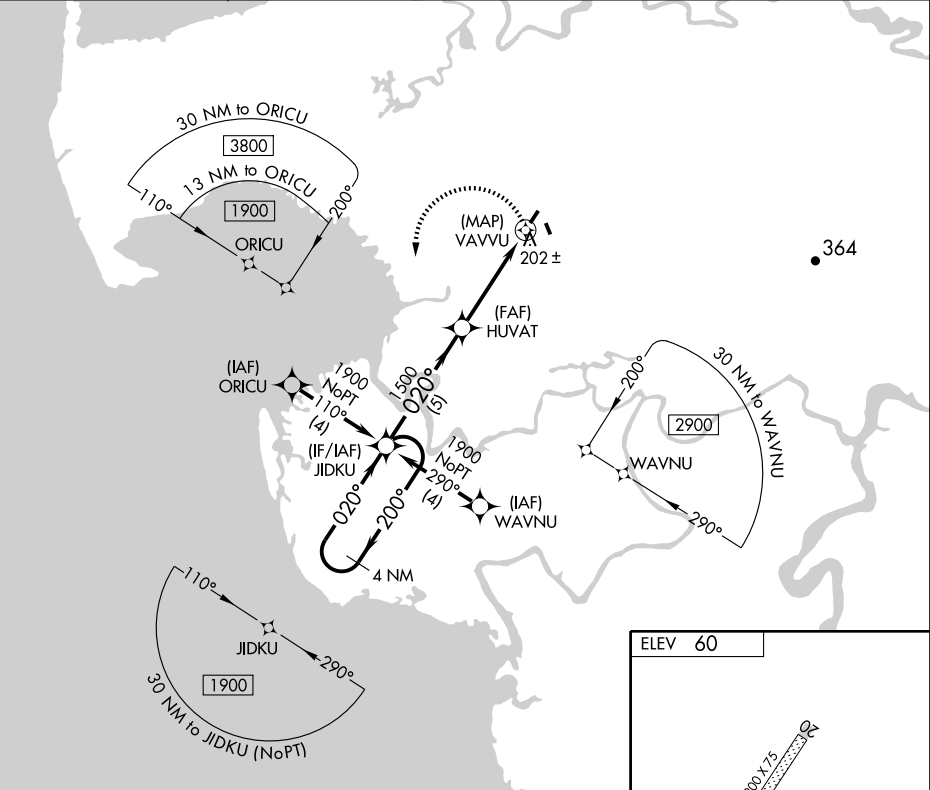 30 NM to ORICU
3800
13 NM to ORICU
1900
110°
200°
ORICU
(MAP)
VAVVU
202 ±
364
(FAF)
HUVAT
(IAF)
ORICU
1900
NoPT
110°
(4)
1500
020°
(5)
(IF/IAF)
JIDKU
1900
NoPT
290°
(4)
(IAF)
WAVNU
020°
200°
4 NM
200°
30 NM to WAVNU
2900
WAVNU
290°
110°
JIDKU
290°
1900
30 NM to JIDKU (NoPT)
ELEV 60
20
X 75